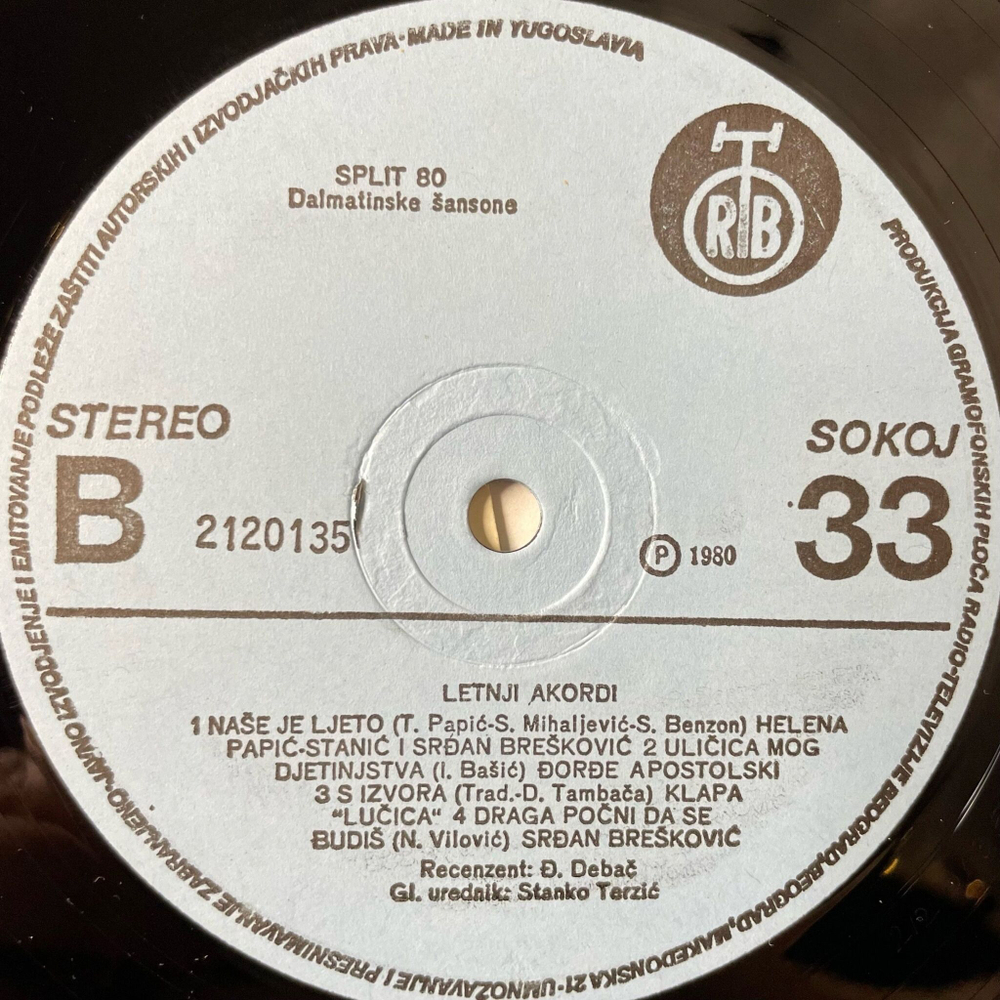 PRODUKCIJA GRAMOFONSKIH PLOČA RADIO-TELEVIZIJE BEOGRAD, BEOGRAD, MAKEDONSKA 21 - UMNOŽAVANJE I PRESNIMAVANJE ZABRANJENO - JAVNO IZVODJENJE I EMITOVANJE PODLEŽE ZAŠTITI AUTORSKIH I IZVODJAČKIH PRAVA · MADE IN YUGOSLAVIA
SPLIT 80
Dalmatinske šansone
RTB
STEREO
B
2120135
SOKOJ
33
Ⓟ 1980
LETNJI AKORDI
1 NAŠE JE LJETO (T. Papić-S. Mihaljević-S. Benzon) HELENA
PAPIĆ-STANIĆ I SRĐAN BREŠKOVIĆ 2 ULIČICA MOG
DJETINJSTVA (I. Bašić) ĐORĐE APOSTOLSKI
3 S IZVORA (Trad.-D. Tambača) KLAPA
“LUČICA“ 4 DRAGA POČNI DA SE
BUDIŠ (N. Vilović) SRĐAN BREŠKOVIĆ
Recenzent: Đ. Debač
Gl. urednik: Stanko Terzić